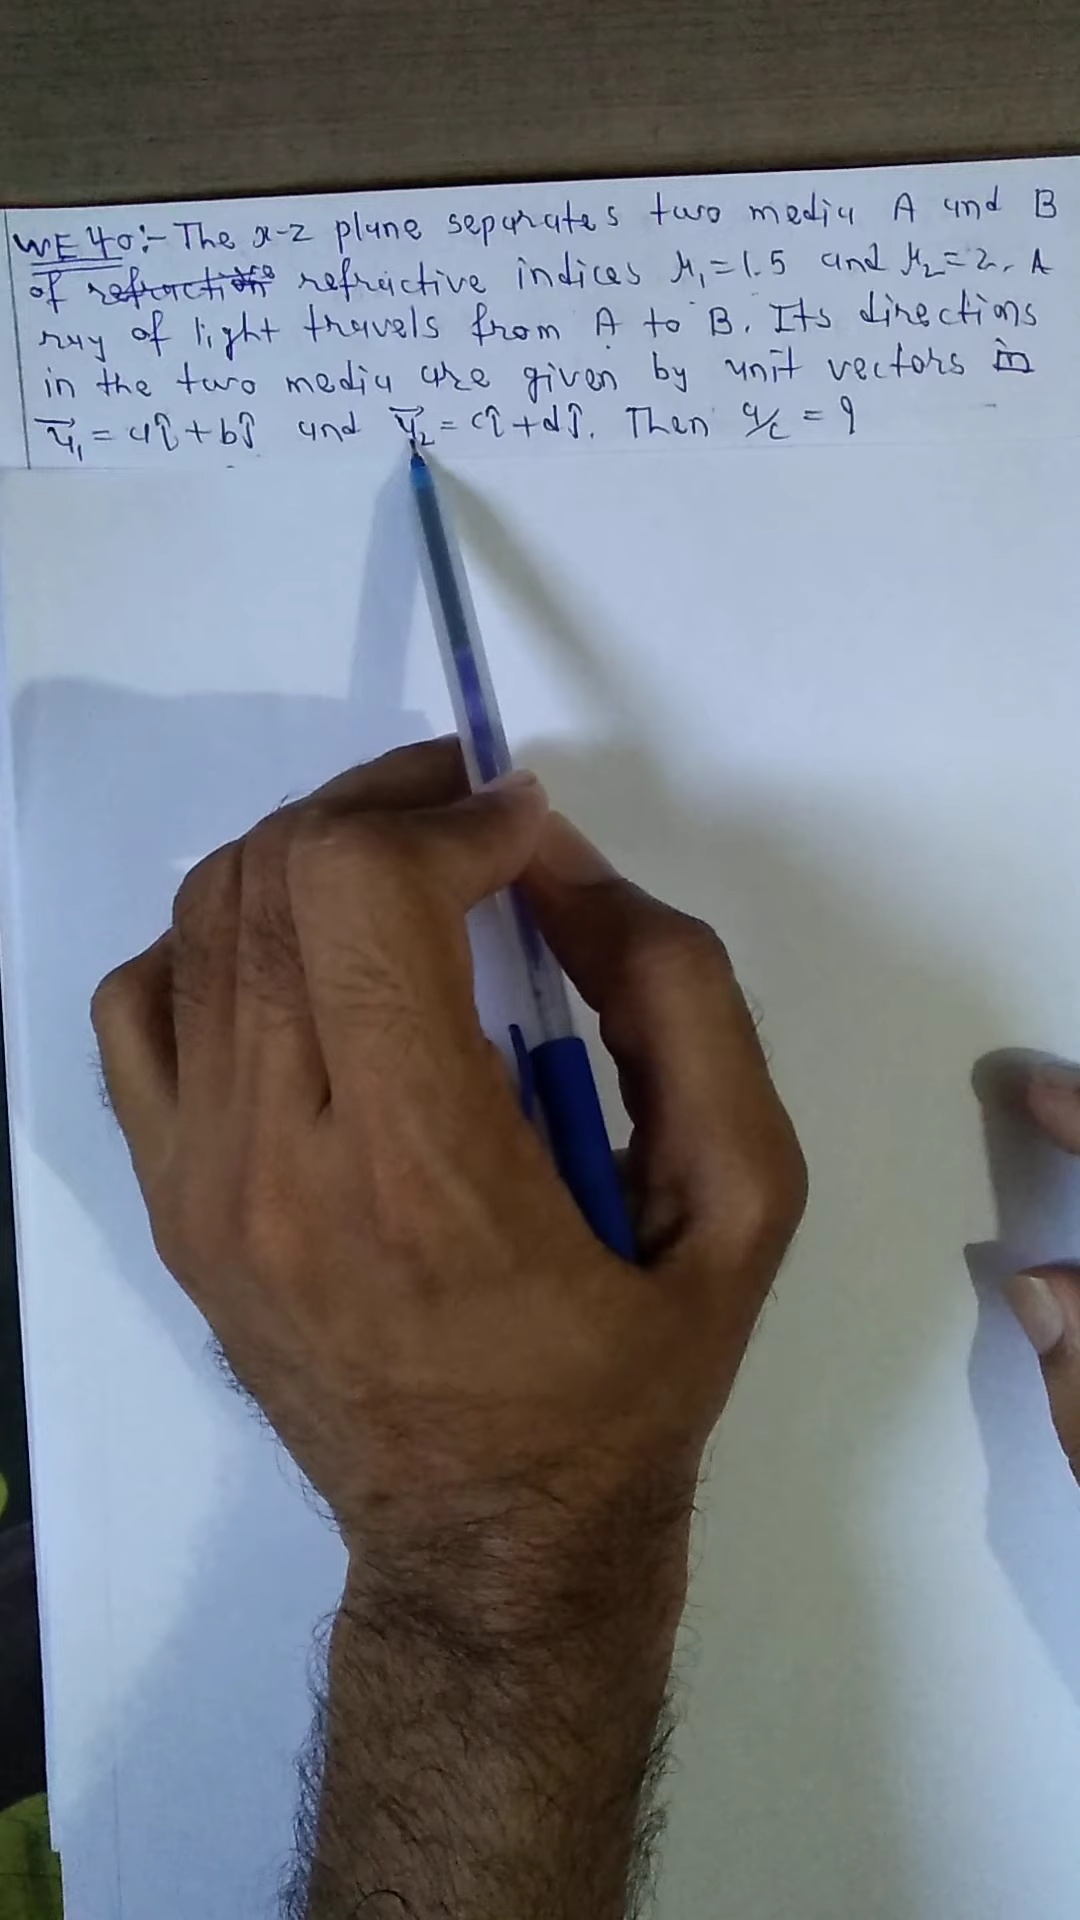 WE 40:- The x-z plane separates two media A and B
of refractive refractive indices μ₁=1.5 and μ₂=2. A
ray of light travels from A to B. Its directions
in the two media are given by unit vectors in
u⃗₁ = aî + bĵ and u⃗₂ = cî + dĵ. Then a/c = ?